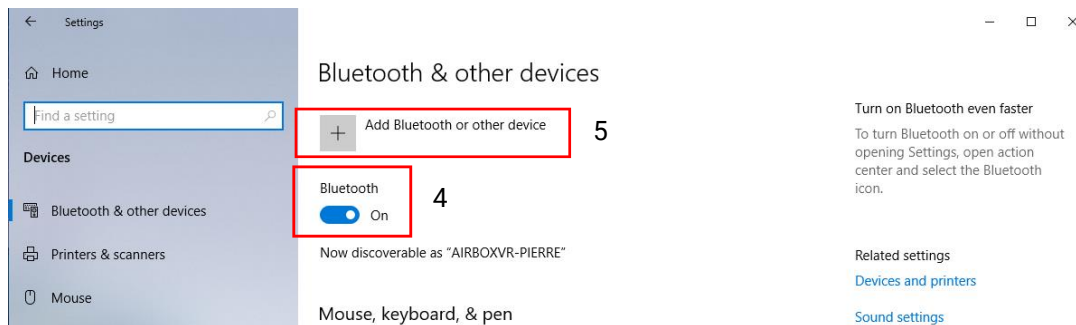 Settings
Home
Find a setting
Devices
Bluetooth & other devices
Printers & scanners
Mouse
Bluetooth & other devices
Add Bluetooth or other device
5
Bluetooth
On
4
Now discoverable as “AIRBOXVR-PIERRE”
Mouse, keyboard, & pen
Turn on Bluetooth even faster
To turn Bluetooth on or off without
opening Settings, open action
center and select the Bluetooth
icon.
Related settings
Devices and printers
Sound settings